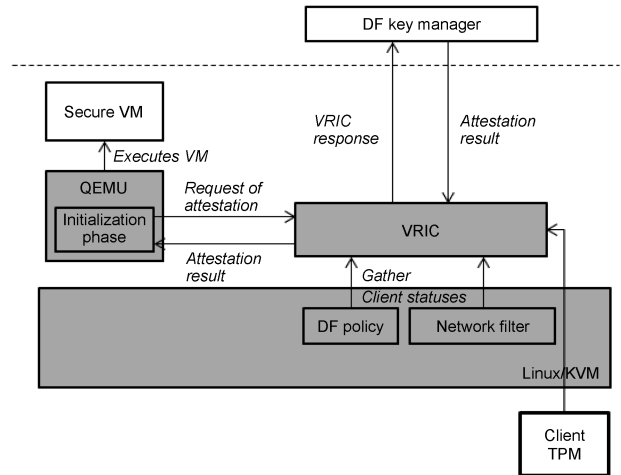 DF key manager
Secure VM
VRIC
response
Attestation
result
Executes VM
QEMU
Initialization
phase
Request of
attestation
VRIC
Attestation
result
Gather
Client statuses
DF policy
Network filter
Linux/KVM
Client
TPM